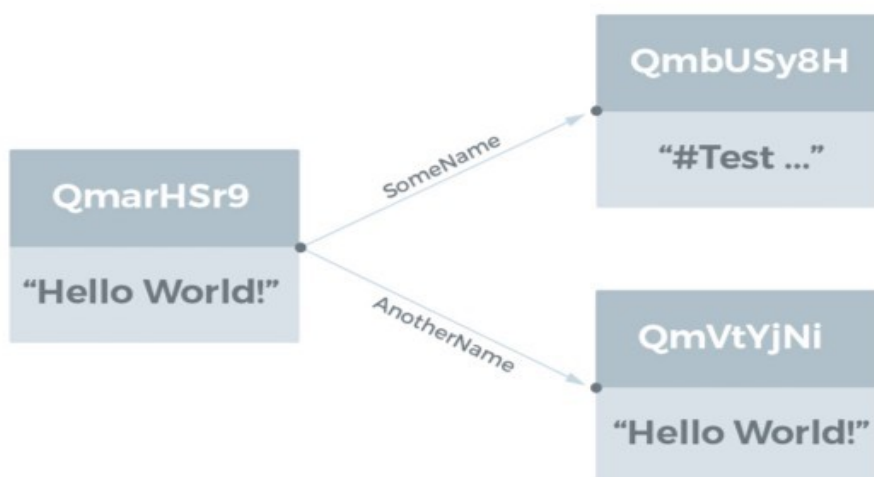 QmarHSr9
“Hello World!”
SomeName
AnotherName
QmbUSy8H
“#Test ...”
QmVtYjNi
“Hello World!”